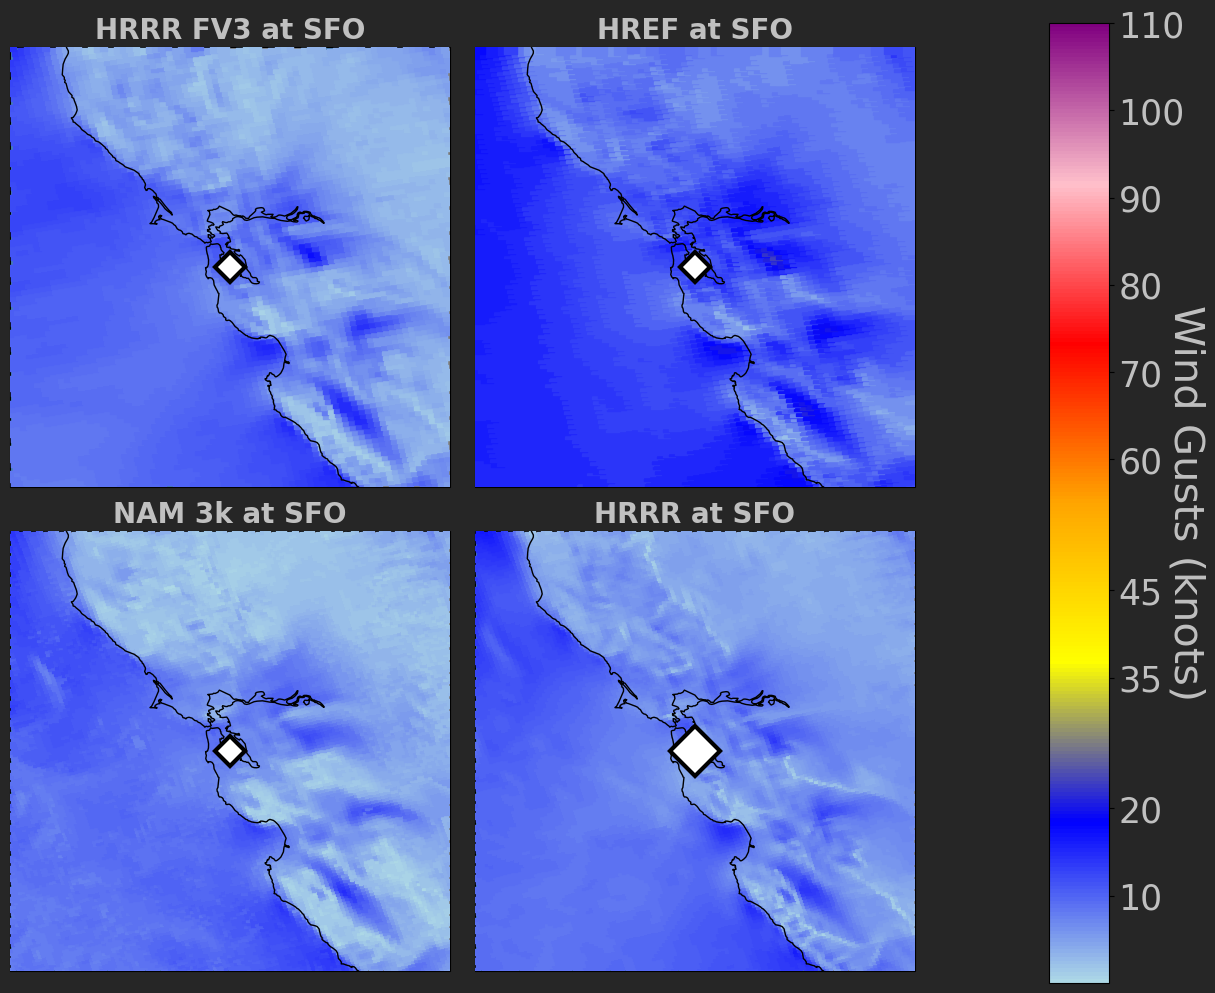 HRRR FV3 at SFO
HREF at SFO
NAM 3k at SFO
HRRR at SFO
110
100
90
80
70
60
45
35
20
10
Wind Gusts (knots)